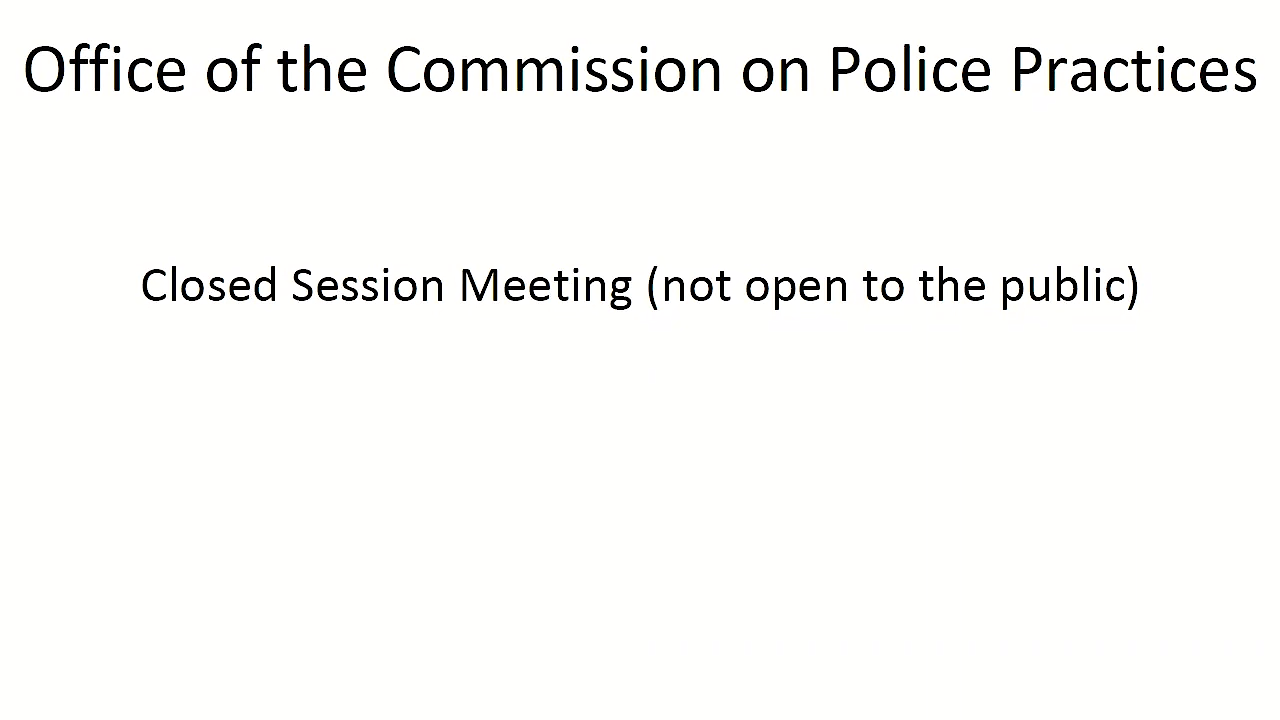 Office of the Commission on Police Practices
Closed Session Meeting (not open to the public)